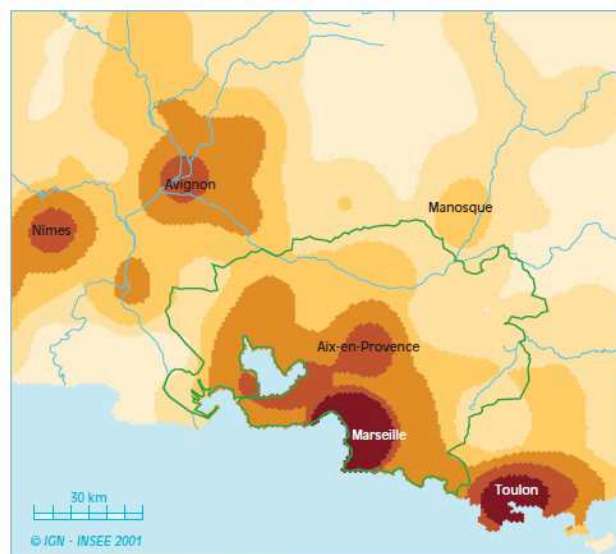 Avignon
Manosque
Nîmes
Aix-en-Provence
Marseille
Toulon
30 km
© IGN - INSEE 2001